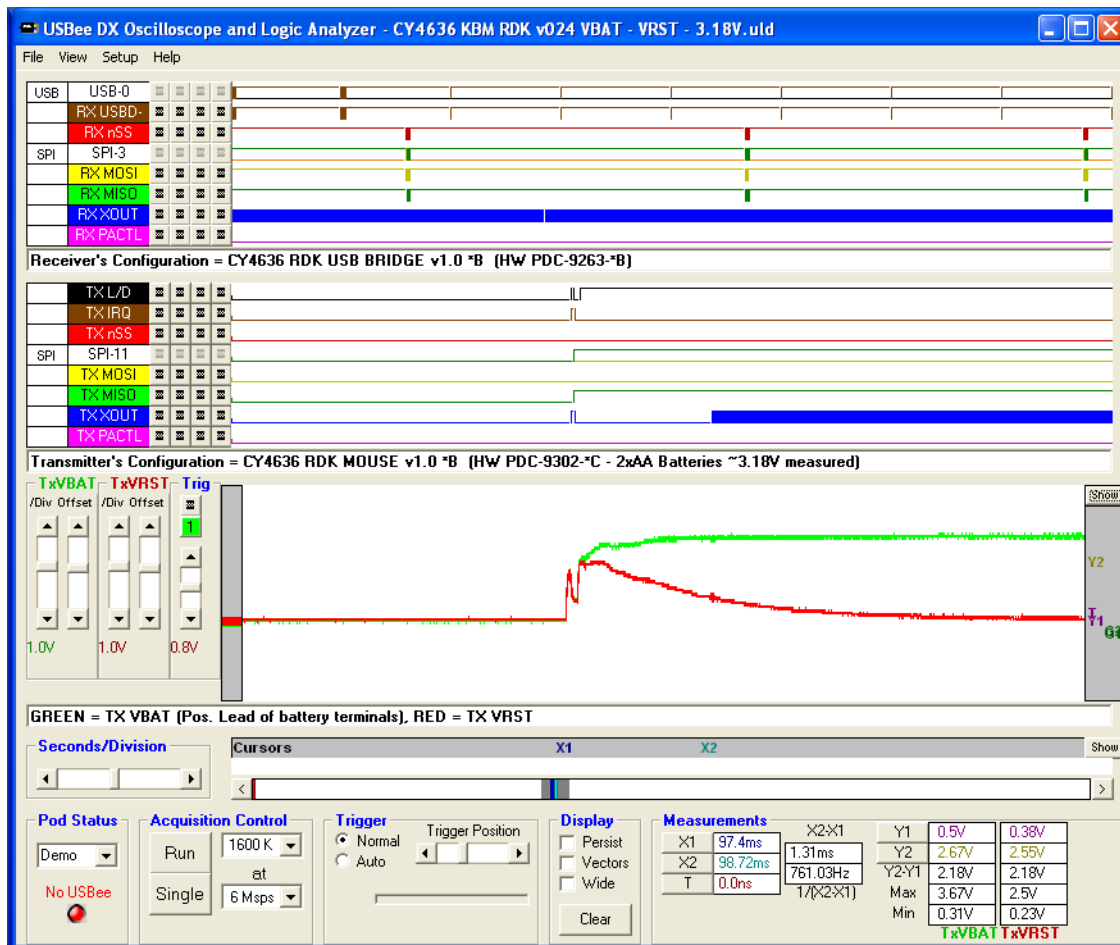 USBee DX Oscilloscope and Logic Analyzer - CY4636 KBM RDK v024 VBAT - VRST - 3.18V.uld
File View Setup Help
USB USB-0
RX USBD-
RX nSS
SPI SPI-3
RX MOSI
RX MISO
RX XOUT
RX PACTL
Receiver's Configuration = CY4636 RDK USB BRIDGE v1.0 *B (HW PDC-9263-*B)
TX L/D
TX IRQ
TX nSS
SPI SPI-11
TX MOSI
TX MISO
TX XOUT
TX PACTL
Transmitter's Configuration = CY4636 RDK MOUSE v1.0 *B (HW PDC-9302-*C - 2xAA Batteries ~3.18V measured)
TxVBAT TxVRST Trig
/Div Offset /Div Offset
1
1.0V 1.0V 0.8V
Show
Y2
T
Y1
GREEN = TX VBAT (Pos. Lead of battery terminals), RED = TX VRST
Seconds/Division
Cursors X1 X2 Show
Pod Status
Demo
No USBee
Acquisition Control
Run 1600 K
at
Single 6 Msps
Trigger
Normal Trigger Position
Auto
Display
Persist
Vectors
Wide
Clear
Measurements
X1 97.4ms
X2 98.72ms
T 0.0ns
X2-X1
1.31ms
761.03Hz
1/(X2-X1)
Y1 0.5V 0.38V
Y2 2.67V 2.55V
Y2-Y1 2.18V 2.18V
Max 3.67V 2.5V
Min 0.31V 0.23V
TxVBAT TxVRST